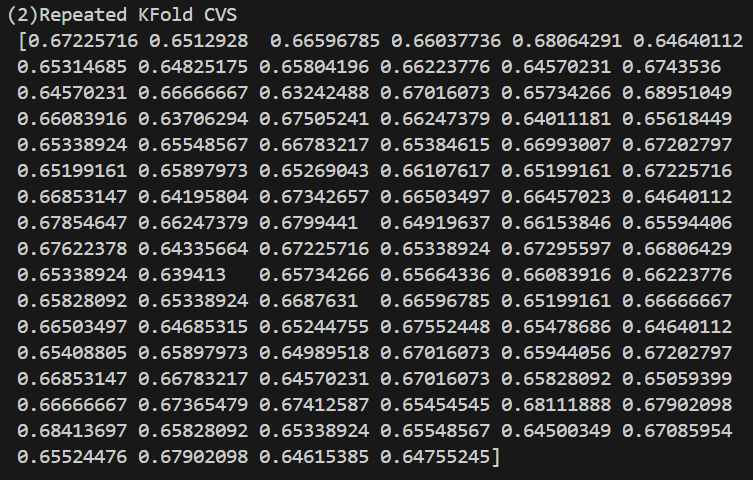 (2)Repeated KFold CVS
[0.67225716 0.6512928  0.66596785 0.66037736 0.68064291 0.64640112
0.65314685 0.64825175 0.65804196 0.66223776 0.64570231 0.6743536
0.64570231 0.66666667 0.63242488 0.67016073 0.65734266 0.68951049
0.66083916 0.63706294 0.67505241 0.66247379 0.64011181 0.65618449
0.65338924 0.65548567 0.66783217 0.65384615 0.66993007 0.67202797
0.65199161 0.65897973 0.65269043 0.66107617 0.65199161 0.67225716
0.66853147 0.64195804 0.67342657 0.66503497 0.66457023 0.64640112
0.67854647 0.66247379 0.6799441  0.64919637 0.66153846 0.65594406
0.67622378 0.64335664 0.67225716 0.65338924 0.67295597 0.66806429
0.65338924 0.639413   0.65734266 0.65664336 0.66083916 0.66223776
0.65828092 0.65338924 0.6687631  0.66596785 0.65199161 0.66666667
0.66503497 0.64685315 0.65244755 0.67552448 0.65478686 0.64640112
0.65408805 0.65897973 0.64989518 0.67016073 0.65944056 0.67202797
0.66853147 0.66783217 0.64570231 0.67016073 0.65828092 0.65059399
0.66666667 0.67365479 0.67412587 0.65454545 0.68111888 0.67902098
0.68413697 0.65828092 0.65338924 0.65548567 0.64500349 0.67085954
0.65524476 0.67902098 0.64615385 0.64755245]